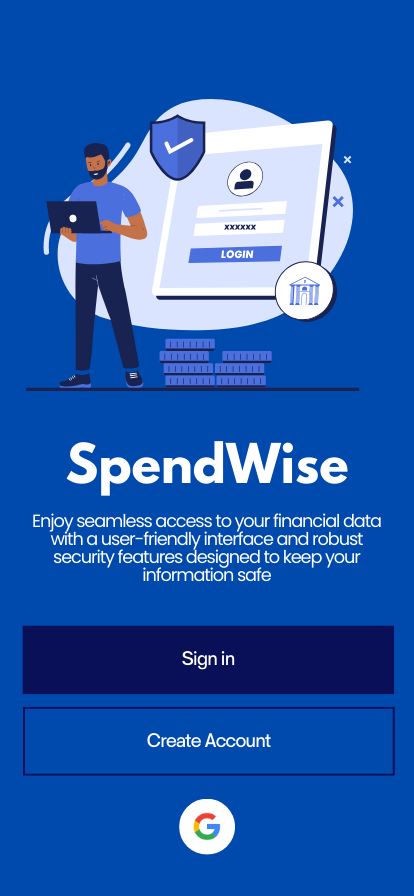 xxxxxx
LOGIN
SpendWise
Enjoy seamless access to your financial data
with a user-friendly interface and robust
security features designed to keep your
information safe
Sign in
Create Account
G